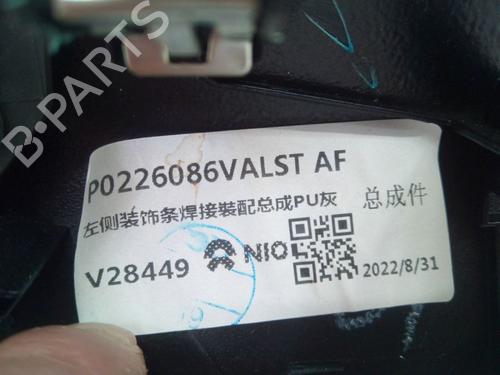 B-PARTS
P0226086VALST AF
左侧装饰条焊接装配总成PU灰 总成件
V28449 NIO
2022/8/31